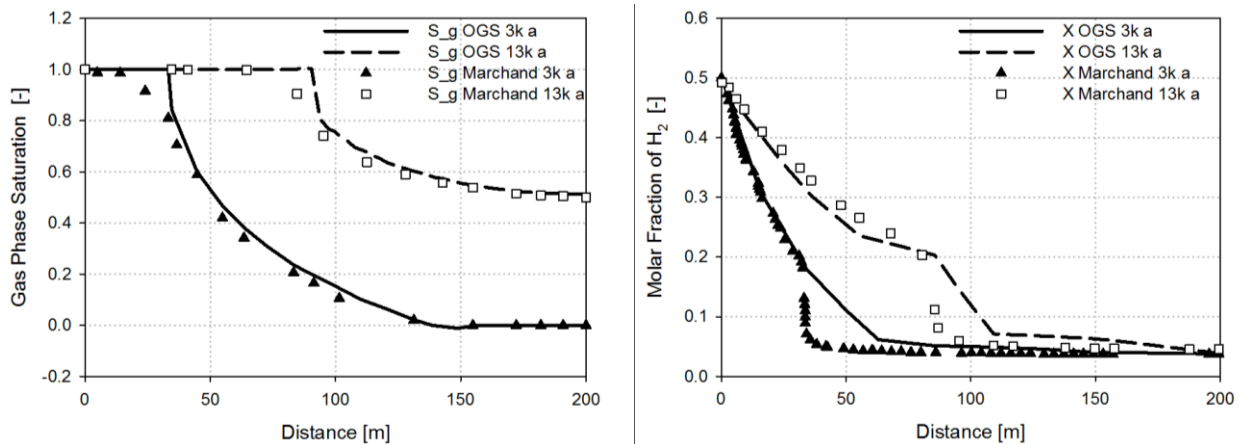 1.2
1.0
0.8
0.6
0.4
0.2
0.0
-0.2
Gas Phase Saturation [-]
S_g OGS 3k a
S_g OGS 13k a
S_g Marchand 3k a
S_g Marchand 13k a
0 50 100 150 200
Distance [m]
0.6
0.5
0.4
0.3
0.2
0.1
0.0
Molar Fraction of H₂ [-]
X OGS 3k a
X OGS 13k a
X Marchand 3k a
X Marchand 13k a
0 50 100 150 200
Distance [m]